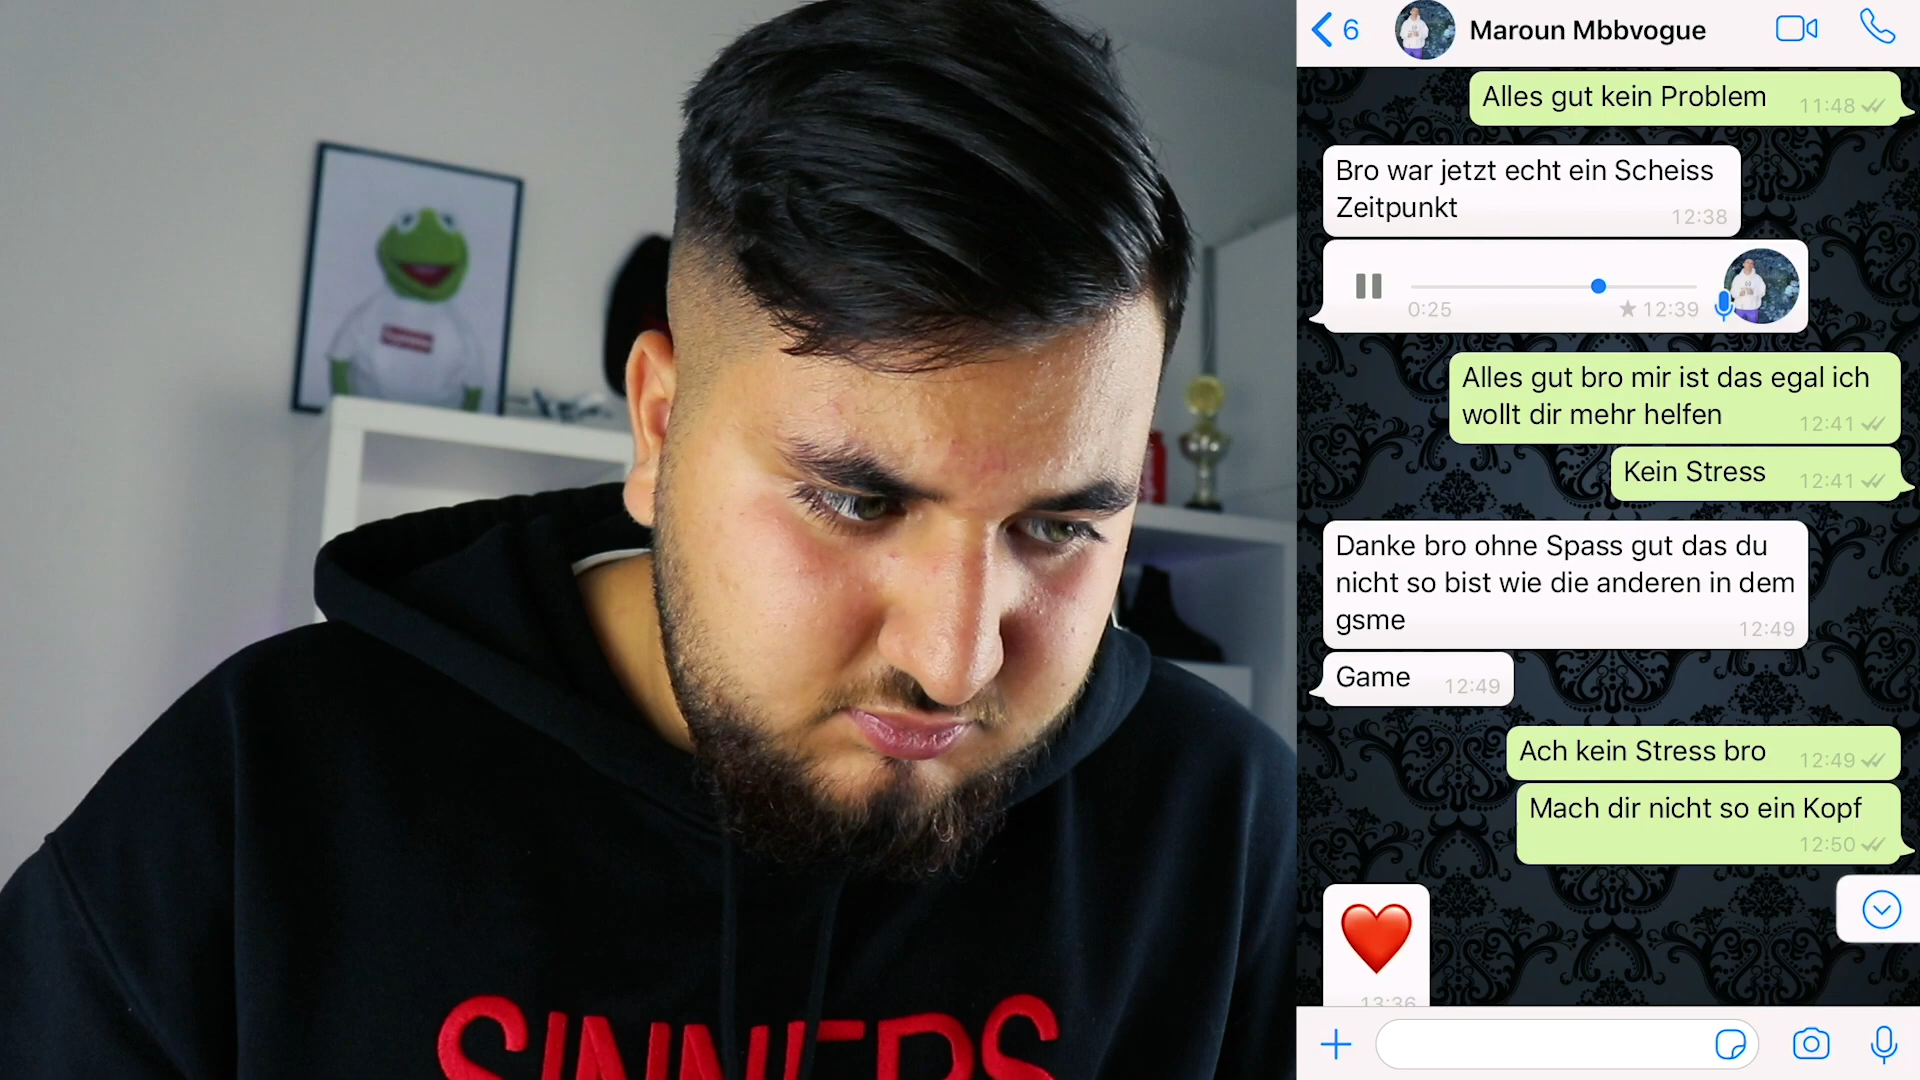 6
Maroun Mbbvogue
Alles gut kein Problem
11:48
Bro war jetzt echt ein Scheiss
Zeitpunkt
12:38
0:25
12:39
Alles gut bro mir ist das egal ich
wollt dir mehr helfen
12:41
Kein Stress
12:41
Danke bro ohne Spass gut das du
nicht so bist wie die anderen in dem
gsme
12:49
Game
12:49
Ach kein Stress bro
12:49
Mach dir nicht so ein Kopf
12:50
13:36
SINNERS